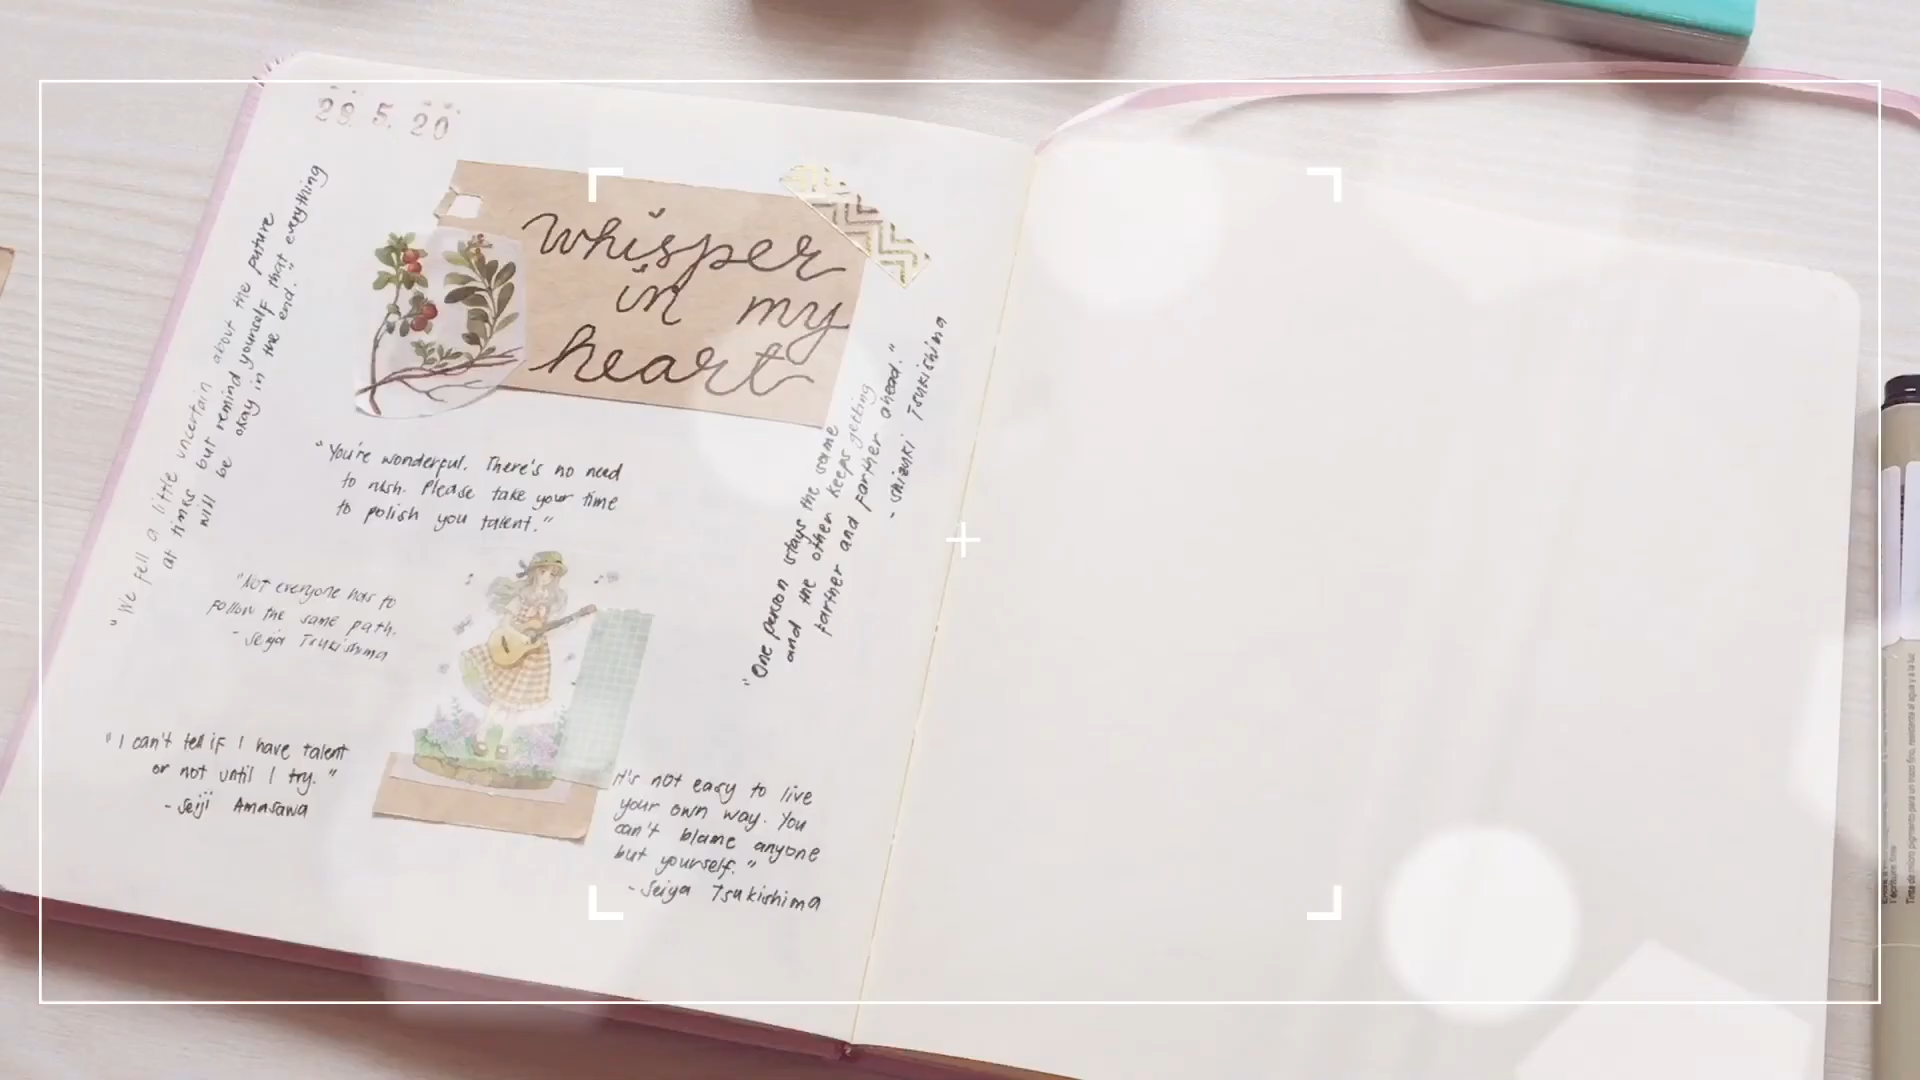 28. 5. 20
whisper
in my
heart
"We fell a little uncertain about the future
at times but remind yourself that everything
will be okay in the end."
"You're wonderful. There's no need
to rush. Please take your time
to polish you talent."
"Not everyone has to
follow the same path.
- Seiya Tsukishima
"I can't tell if I have talent
or not until I try."
- Seiji Amasawa
"One person stays the same
and the other keeps getting
farther and farther ahead."
- Shizuki Tsukishima
It's not easy to live
your own way. You
can't blame anyone
but yourself."
- Seiya Tsukishima